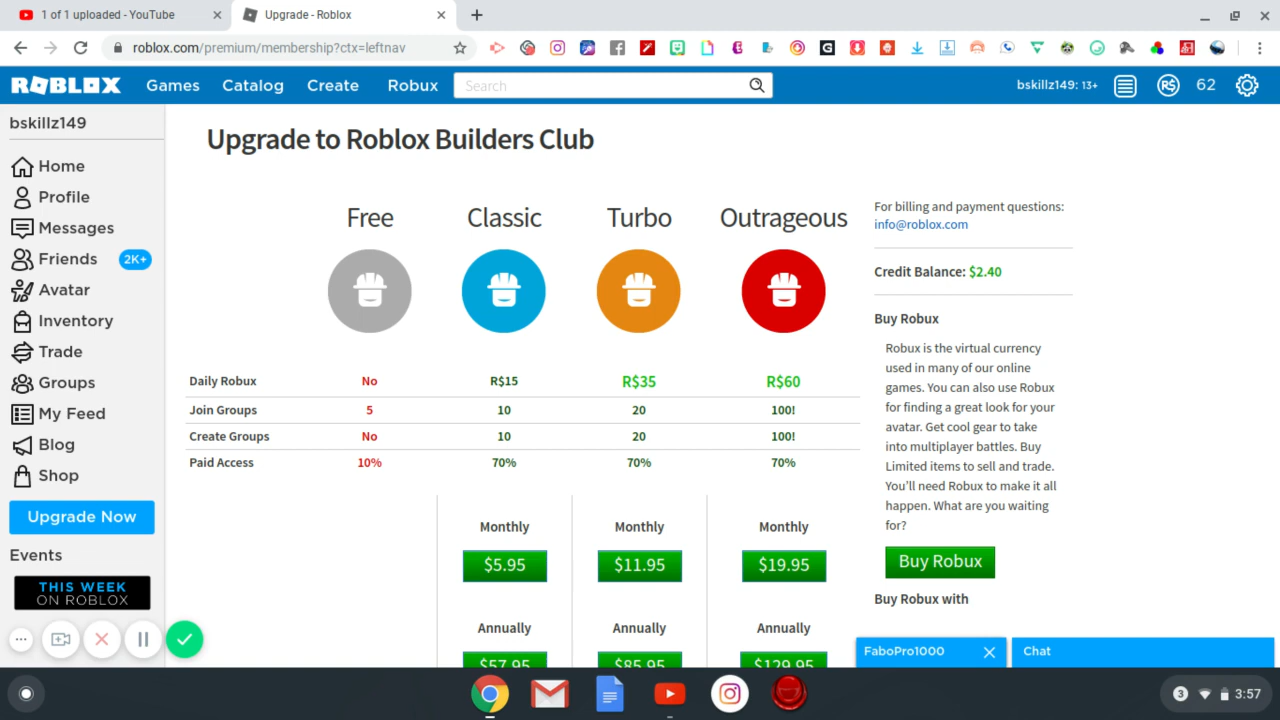 1 of 1 uploaded - YouTube
Upgrade - Roblox
roblox.com/premium/membership?ctx=leftnav
ROBLOX
Games
Catalog
Create
Robux
Search
bskillz149: 13+
R$
62
bskillz149
Home
Profile
Messages
Friends
2K+
Avatar
Inventory
Trade
Groups
My Feed
Blog
Shop
Upgrade Now
Events
THIS WEEK
ON ROBLOX
Upgrade to Roblox Builders Club
Free Classic Turbo Outrageous
Daily Robux No R$15 R$35 R$60
Join Groups 5 10 20 100!
Create Groups No 10 20 100!
Paid Access 10% 70% 70% 70%
Monthly Monthly Monthly
$5.95 $11.95 $19.95
Annually Annually Annually
$57.95 $85.95 $129.95
For billing and payment questions:
info@roblox.com
Credit Balance: $2.40
Buy Robux
Robux is the virtual currency
used in many of our online
games. You can also use Robux
for finding a great look for your
avatar. Get cool gear to take
into multiplayer battles. Buy
Limited items to sell and trade.
You'll need Robux to make it all
happen. What are you waiting
for?
Buy Robux
Buy Robux with
FaboPro1000
Chat
3
3:57